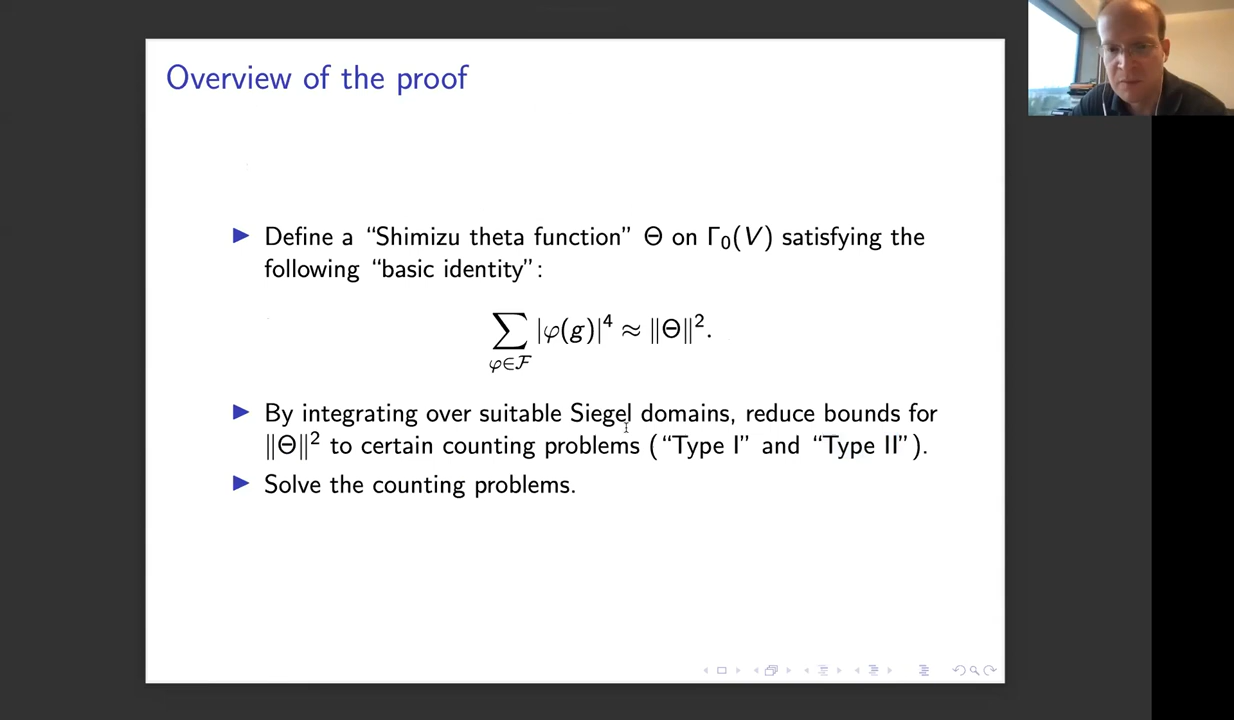 Overview of the proof
▶ Define a “Shimizu theta function” Θ on Γ₀(V) satisfying the
following “basic identity”:
∑_{φ∈ℱ} |φ(g)|⁴ ≈ ‖Θ‖².
▶ By integrating over suitable Siegel domains, reduce bounds for
‖Θ‖² to certain counting problems (“Type I” and “Type II”).
▶ Solve the counting problems.